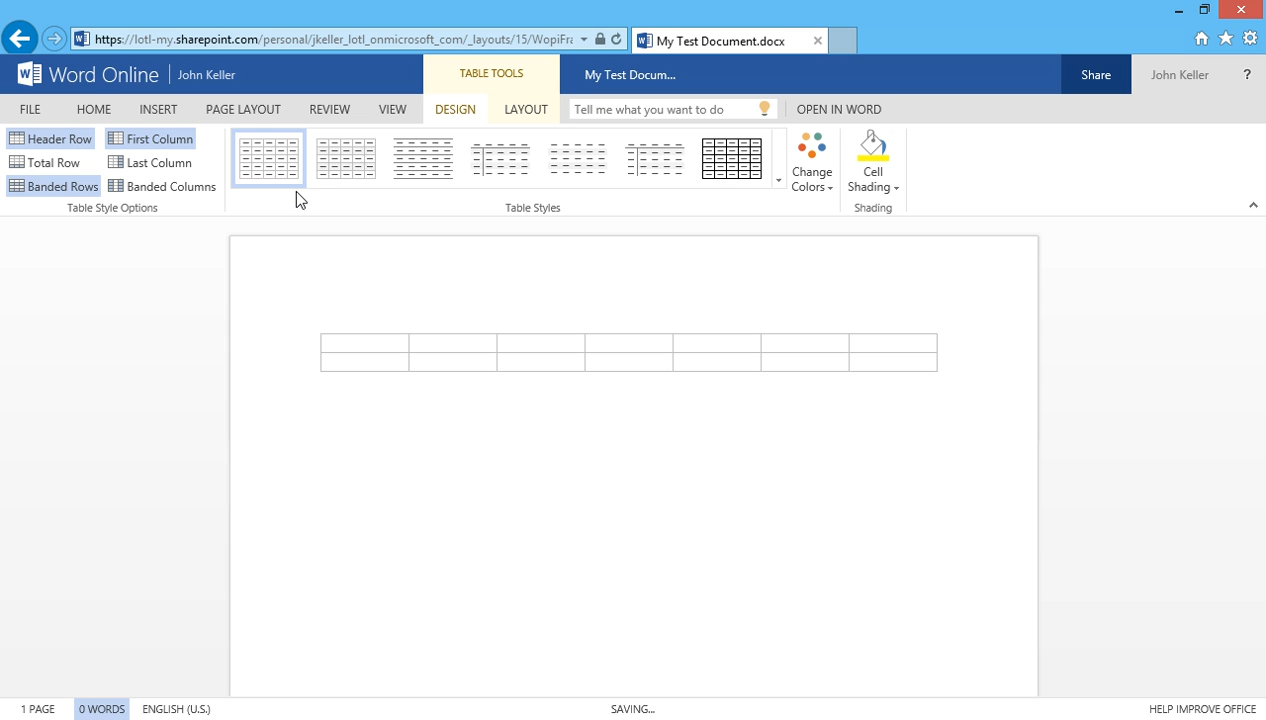 https://lotl-my.sharepoint.com/personal/jkeller_lotl_onmicrosoft_com/_layouts/15/WopiFra
My Test Document.docx
Word Online
John Keller
TABLE TOOLS
My Test Docum...
Share
John Keller
?
FILE
HOME
INSERT
PAGE LAYOUT
REVIEW
VIEW
DESIGN
LAYOUT
Tell me what you want to do
OPEN IN WORD
Header Row
First Column
Total Row
Last Column
Banded Rows
Banded Columns
Table Style Options
Table Styles
Change
Colors
Cell
Shading
Shading
1 PAGE
0 WORDS
ENGLISH (U.S.)
SAVING...
HELP IMPROVE OFFICE